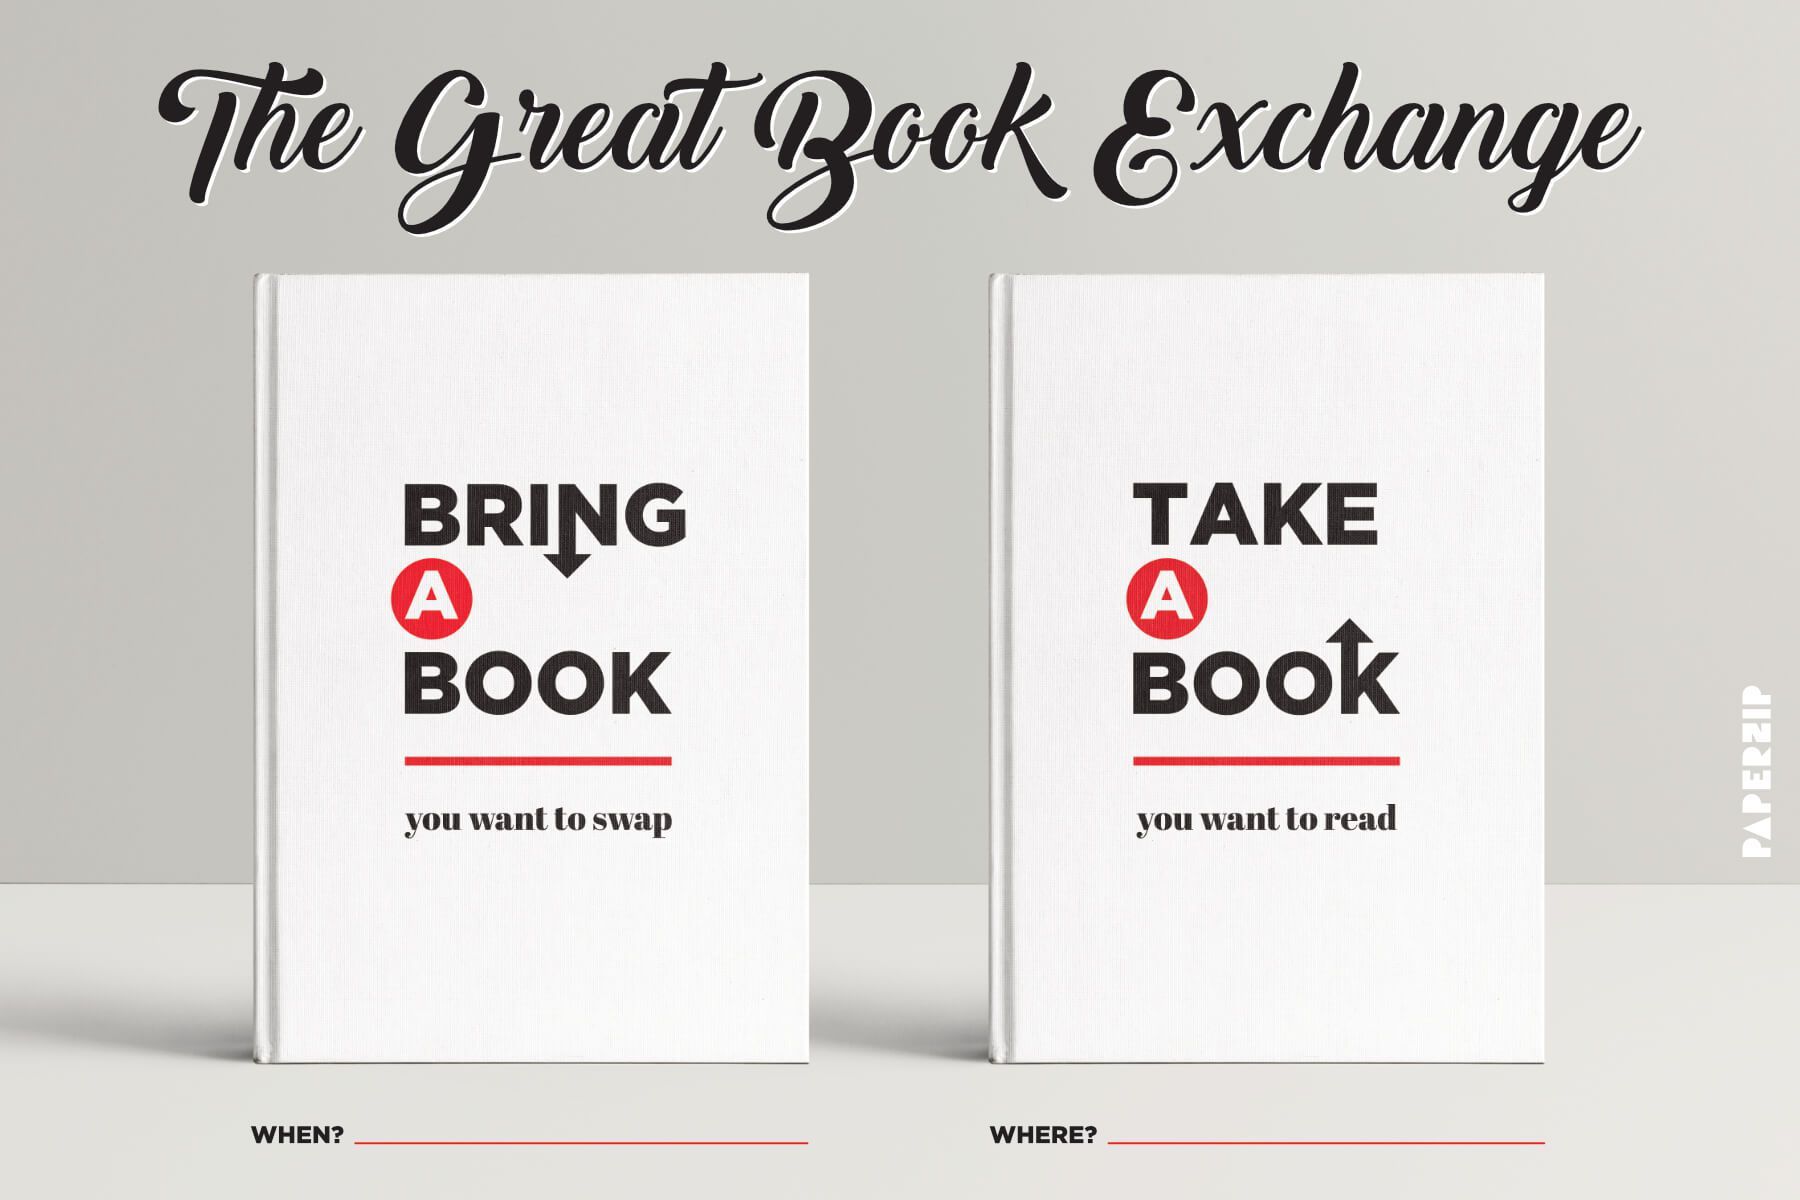 The Great Book Exchange
BRING
A
BOOK
you want to swap
TAKE
A
BOOK
you want to read
PAPERZIP
WHEN?
WHERE?